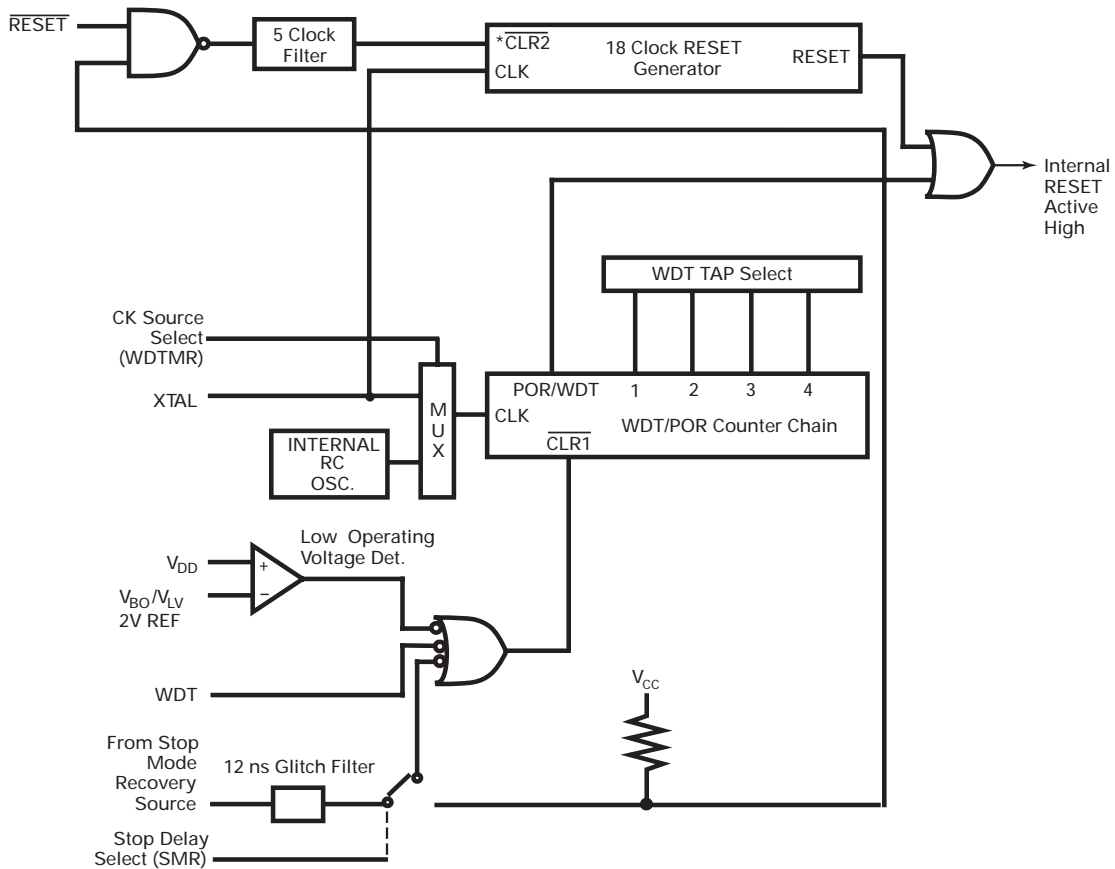 RESET
5 Clock
Filter
*CLR2
CLK
18 Clock RESET
Generator
RESET
Internal
RESET
Active
High
WDT TAP Select
CK Source
Select
(WDTMR)
XTAL
MUX
INTERNAL
RC
OSC.
POR/WDT
1
2
3
4
CLK
CLR1
WDT/POR Counter Chain
Low Operating
Voltage Det.
VDD
+
VBO/VLV
−
2V REF
WDT
VCC
From Stop
Mode
Recovery
Source
12 ns Glitch Filter
Stop Delay
Select (SMR)